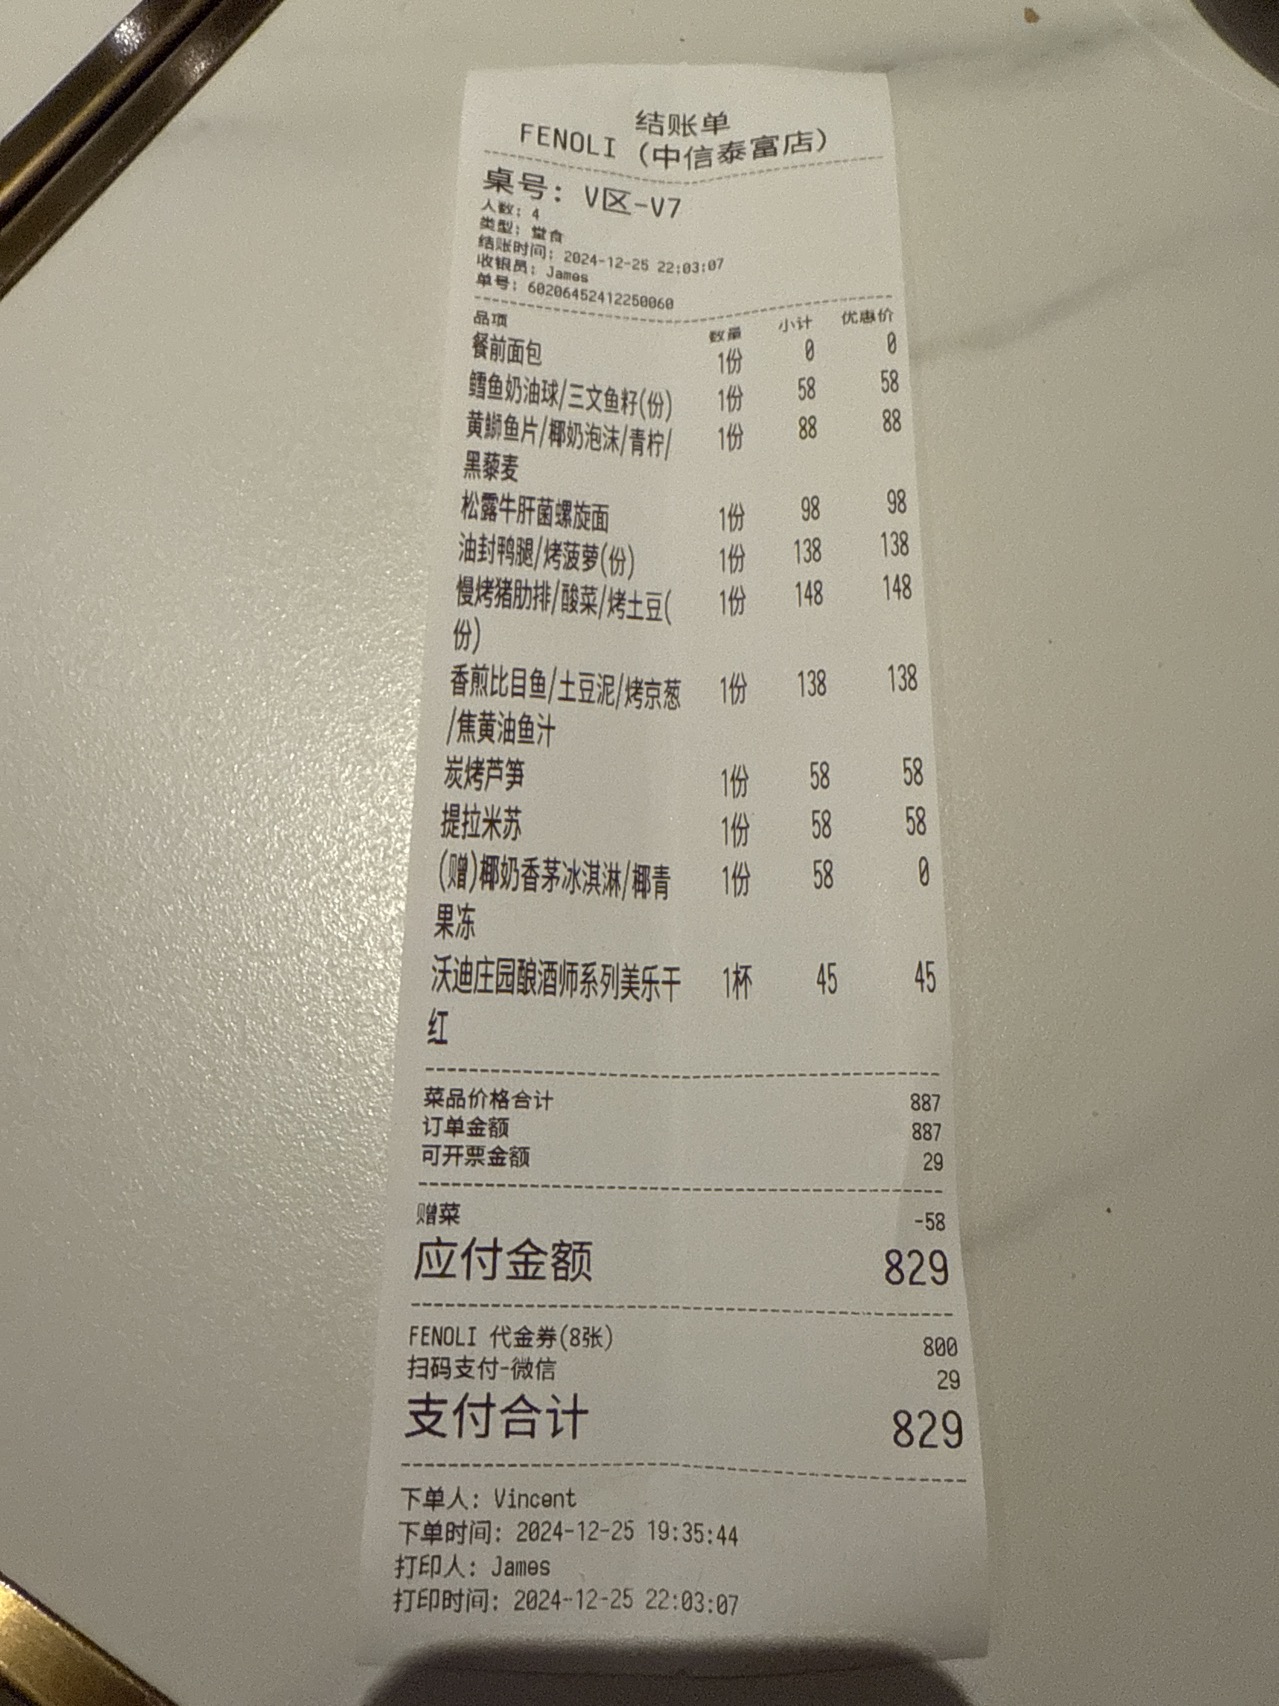 结账单
FENOLI (中信泰富店)
桌号: V区-V7
人数: 4
类型: 堂食
结账时间: 2024-12-25 22:03:07
收银员: James
单号: 60206452412250060
品项 数量 小计 优惠价
餐前面包 1份 0 0
鳕鱼奶油球/三文鱼籽(份) 1份 58 58
黄鰤鱼片/椰奶泡沫/青柠/ 1份 88 88
黑藜麦
松露牛肝菌螺旋面 1份 98 98
油封鸭腿/烤菠萝(份) 1份 138 138
慢烤猪肋排/酸菜/烤土豆( 1份 148 148
份)
香煎比目鱼/土豆泥/烤京葱 1份 138 138
/焦黄油鱼汁
炭烤芦笋 1份 58 58
提拉米苏 1份 58 58
(赠)椰奶香茅冰淇淋/椰青 1份 58 0
果冻
沃迪庄园酿酒师系列美乐干 1杯 45 45
红
菜品价格合计 887
订单金额 887
可开票金额 29
赠菜 -58
应付金额 829
FENOLI 代金券(8张) 800
扫码支付-微信 29
支付合计 829
下单人: Vincent
下单时间: 2024-12-25 19:35:44
打印人: James
打印时间: 2024-12-25 22:03:07